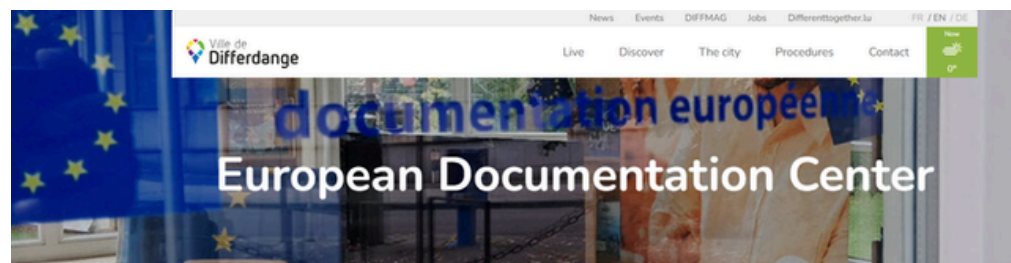 News Events DIFFMAG Jobs Differenttogether.lu FR / EN / DE
Ville de
Differdange
Live Discover The city Procedures Contact
Now
0°
documentation européenne
European Documentation Center